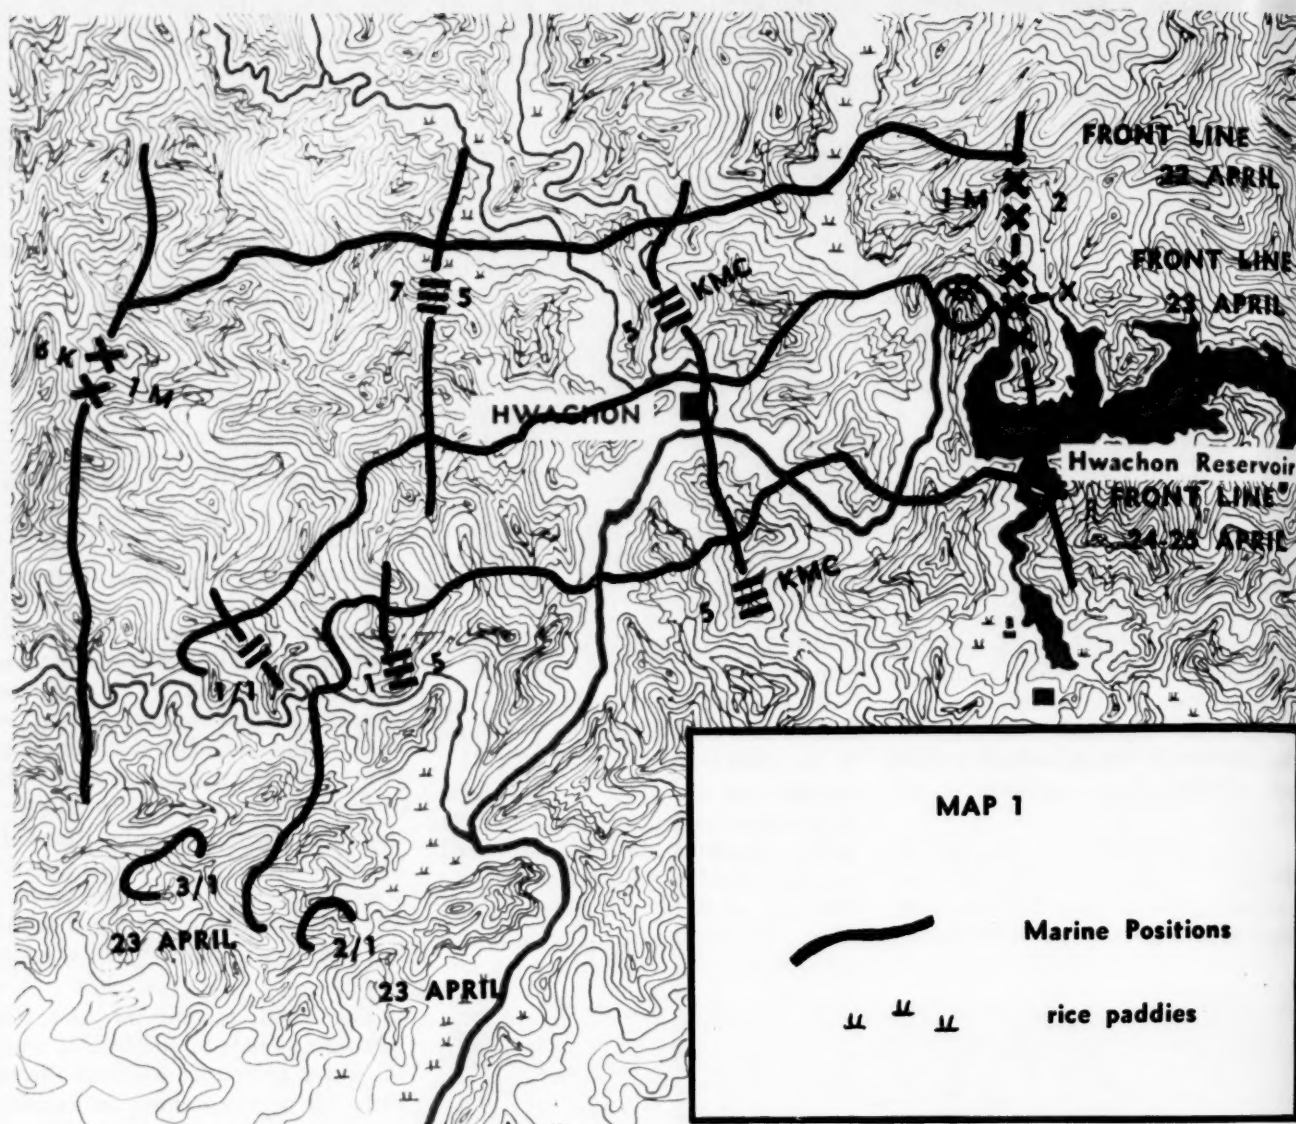 FRONT LINE
22 APRIL
1 M
2
FRONT LINE
23 APRIL
7
5
KMC
5
6 K
1 M
HWACHON
Hwachon Reservoir
FRONT LINE
24-25 APRIL
KMC
5
1/1
1
5
MAP 1
3/1
23 APRIL
2/1
23 APRIL
Marine Positions
rice paddies